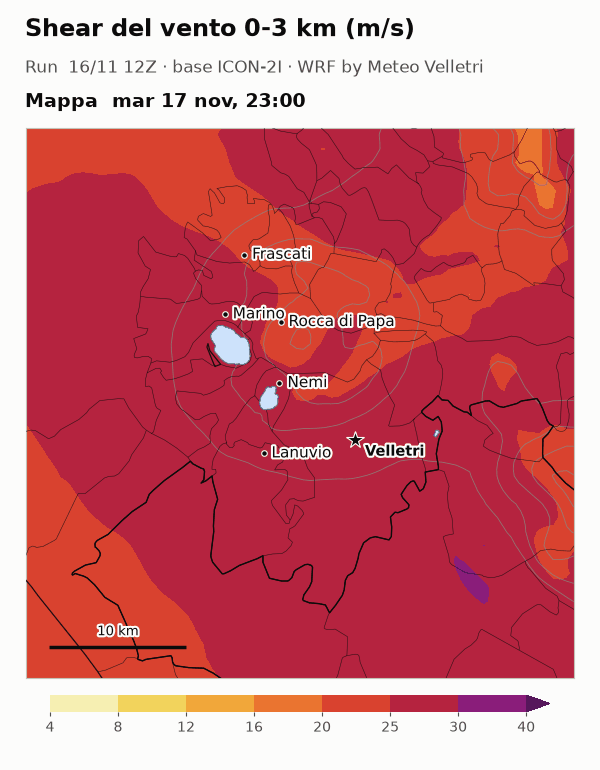 Shear del vento 0-3 km (m/s)
Run  16/11 12Z · base ICON-2I · WRF by Meteo Velletri
Mappa  mar 17 nov, 23:00
Frascati
Marino
Rocca di Papa
Nemi
Velletri
Lanuvio
10 km
4 8 12 16 20 25 30 40